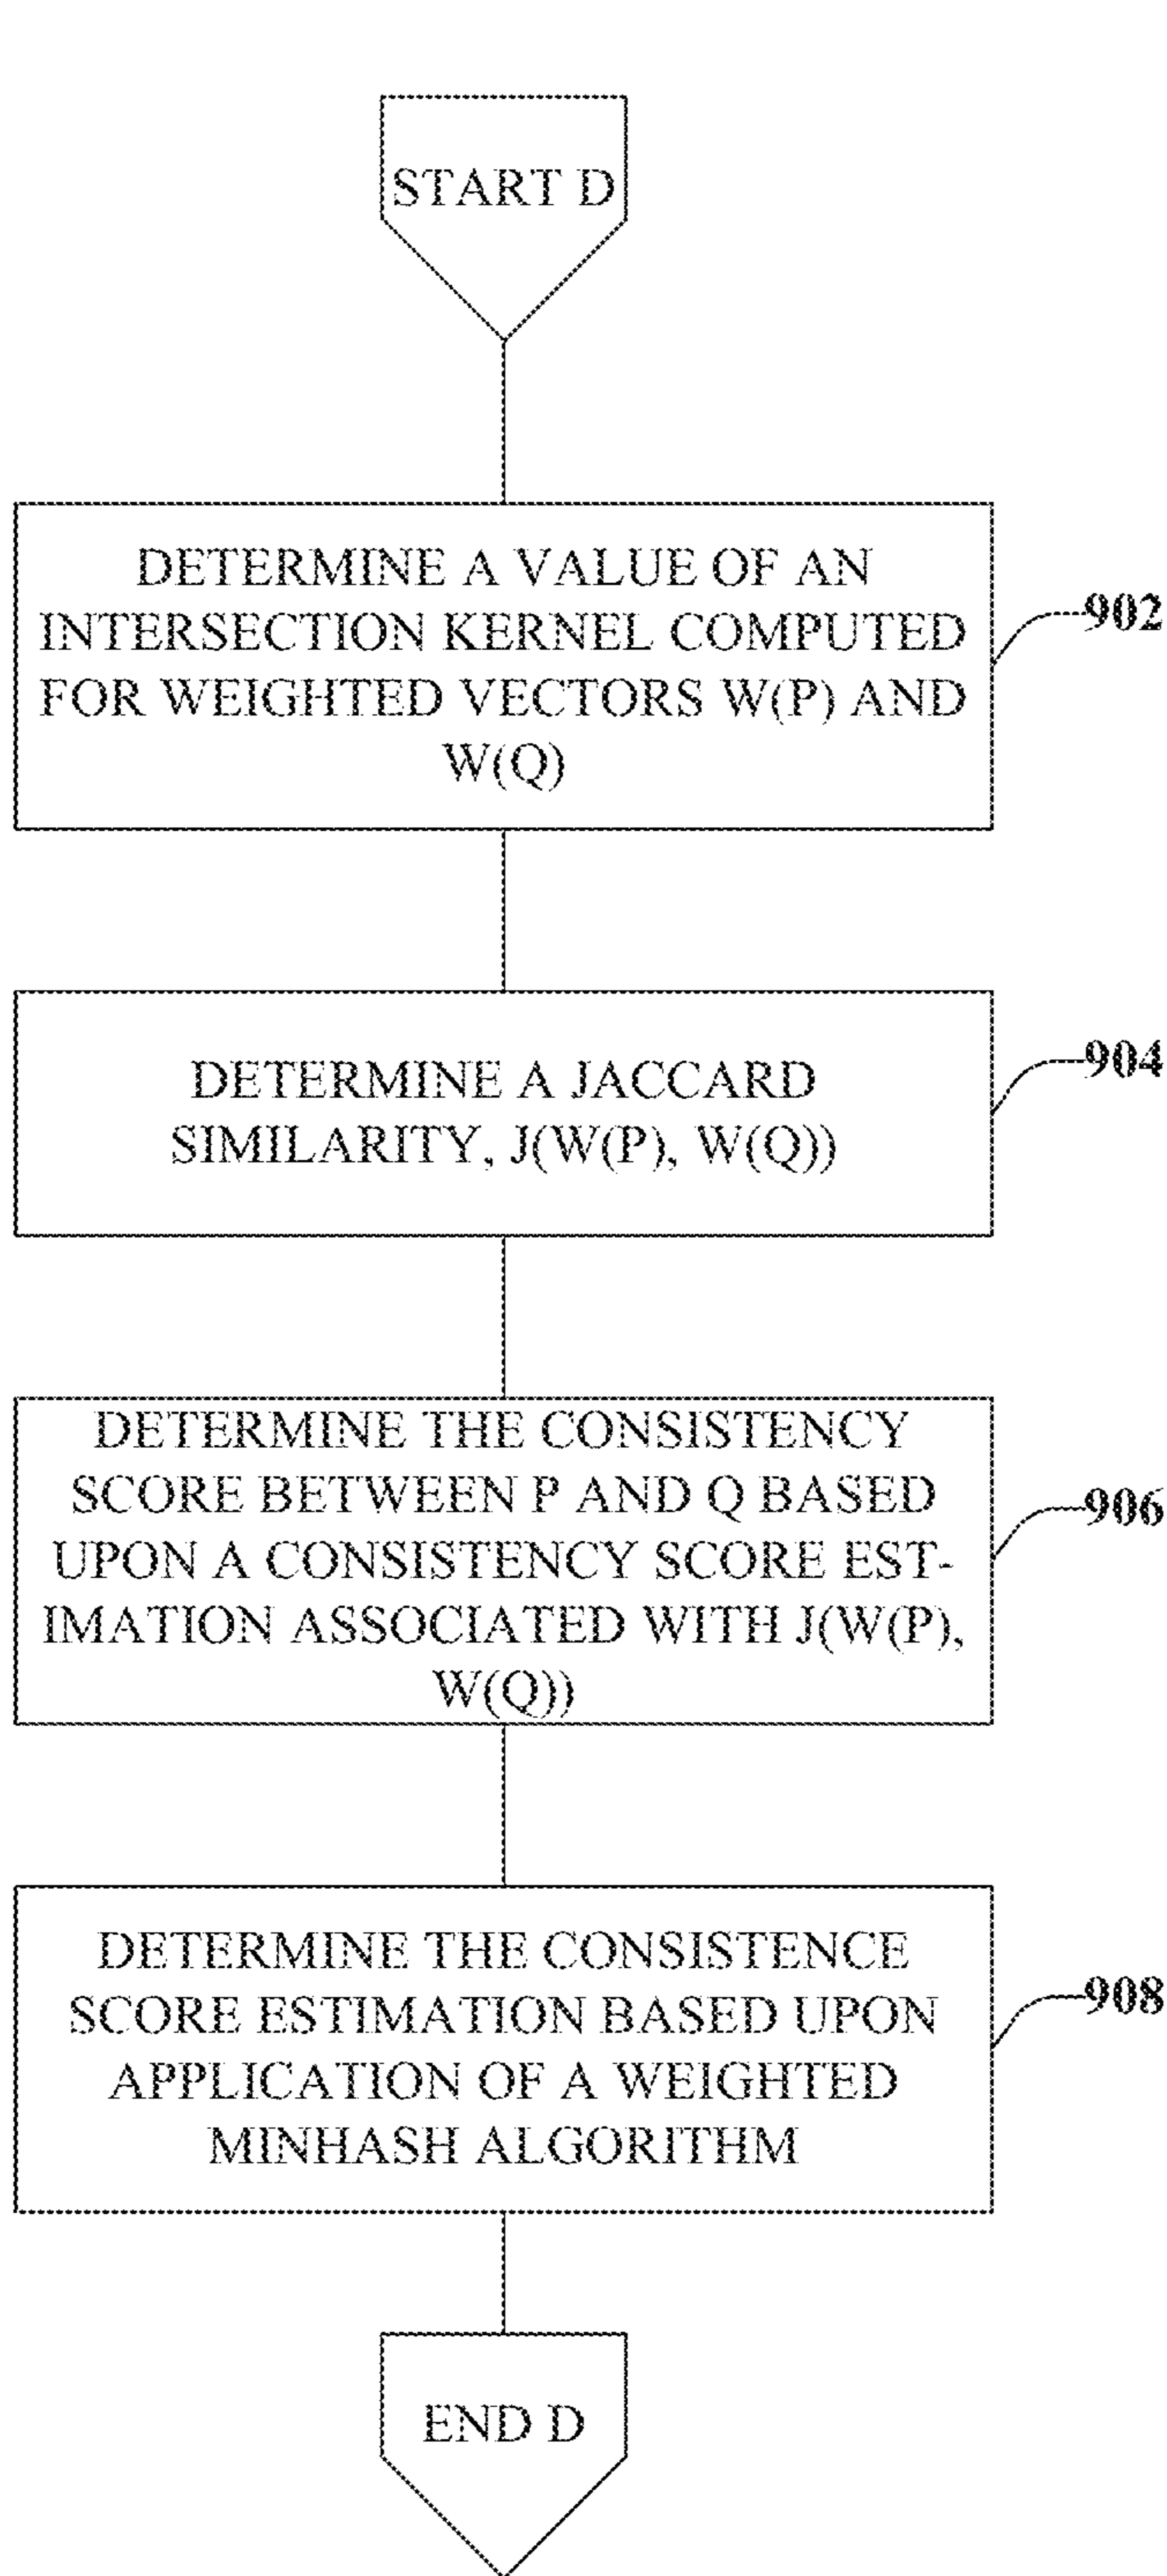 START D
DETERMINE A VALUE OF AN
INTERSECTION KERNEL COMPUTED
FOR WEIGHTED VECTORS W(P) AND
W(Q)
902
DETERMINE A JACCARD
SIMILARITY, J(W(P), W(Q))
904
DETERMINE THE CONSISTENCY
SCORE BETWEEN P AND Q BASED
UPON A CONSISTENCY SCORE EST-
IMATION ASSOCIATED WITH J(W(P),
W(Q))
906
DETERMINE THE CONSISTENCE
SCORE ESTIMATION BASED UPON
APPLICATION OF A WEIGHTED
MINHASH ALGORITHM
908
END D